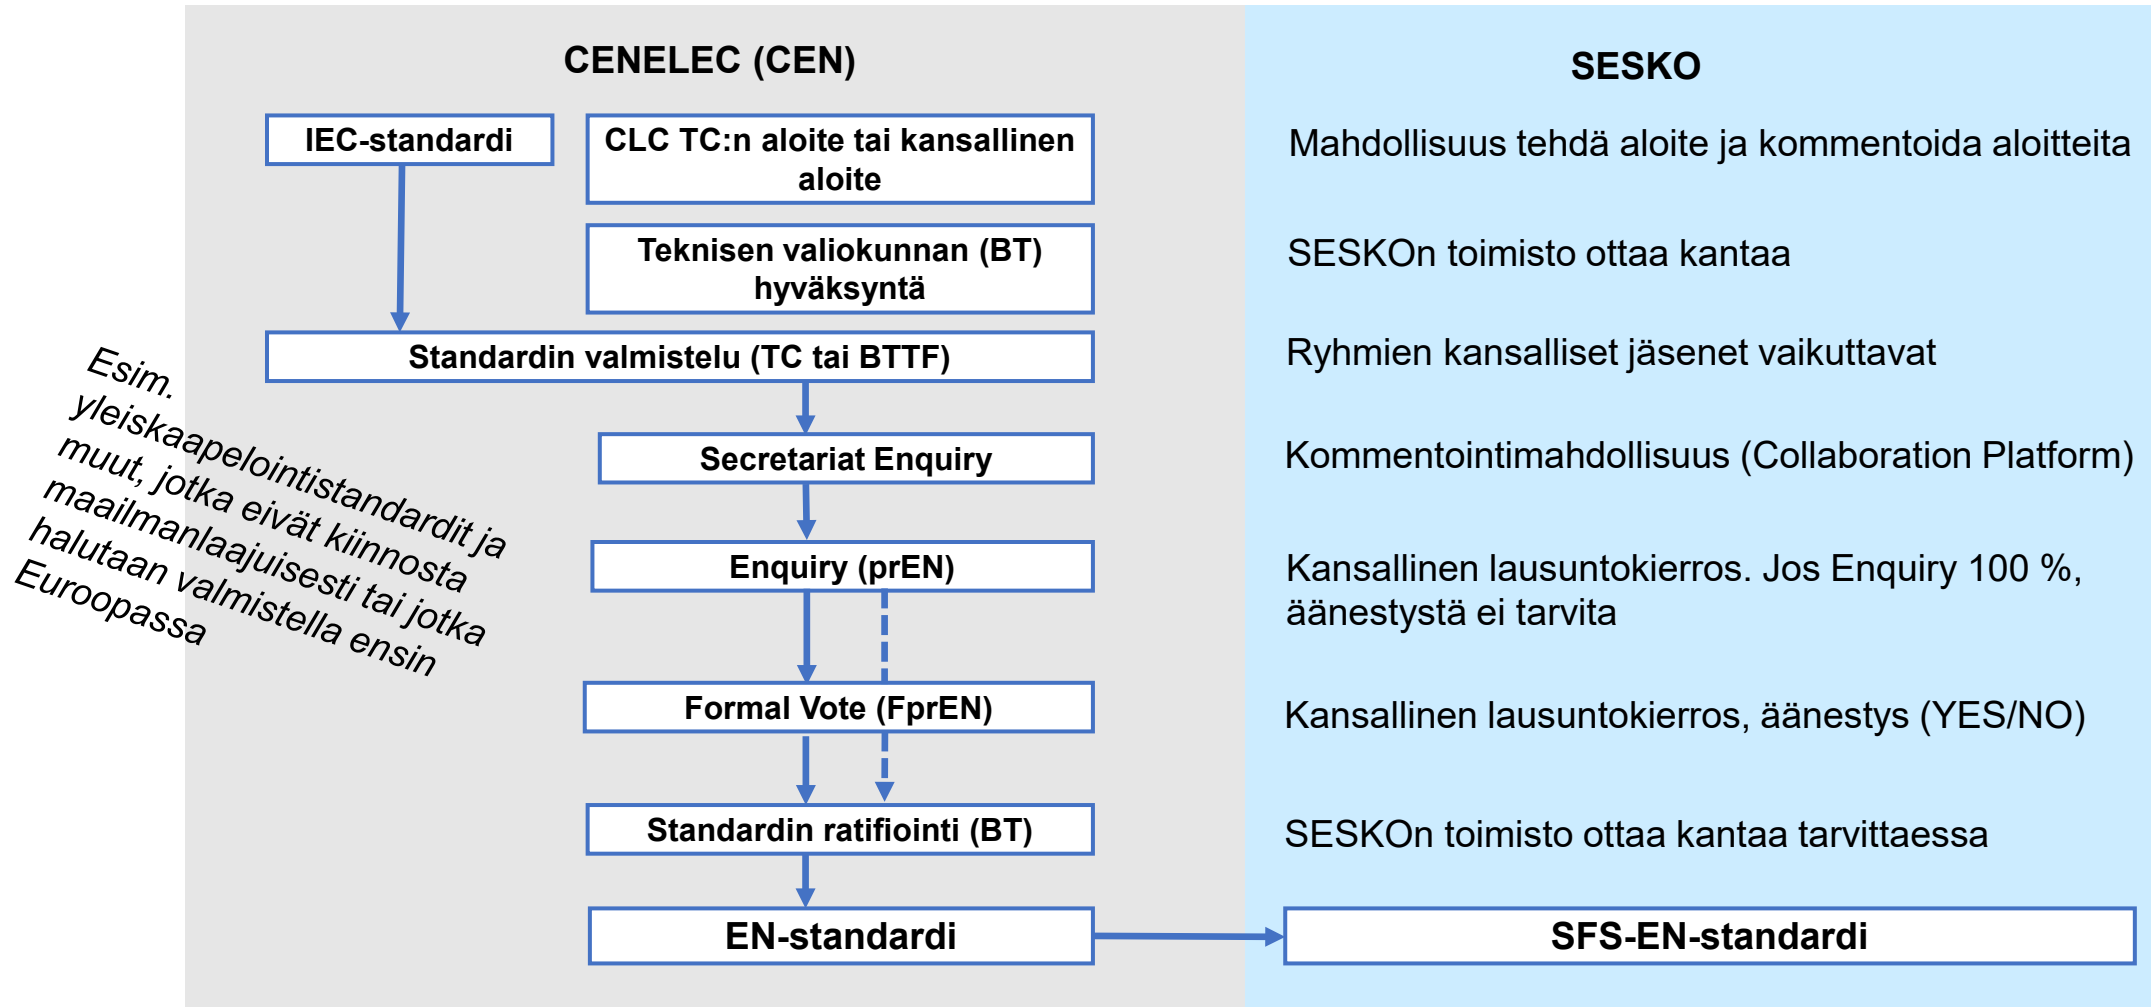 CENELEC (CEN)
SESKO
IEC-standardi
CLC TC:n aloite tai kansallinen
aloite
Mahdollisuus tehdä aloite ja kommentoida aloitteita
Teknisen valiokunnan (BT)
hyväksyntä
SESKOn toimisto ottaa kantaa
Standardin valmistelu (TC tai BTTF)
Ryhmien kansalliset jäsenet vaikuttavat
Esim.
yleiskaapelointistandardit ja
muut, jotka eivät kiinnosta
maailmanlaajuisesti tai jotka
halutaan valmistella ensin
Euroopassa
Secretariat Enquiry
Kommentointimahdollisuus (Collaboration Platform)
Enquiry (prEN)
Kansallinen lausuntokierros. Jos Enquiry 100 %,
äänestystä ei tarvita
Formal Vote (FprEN)
Kansallinen lausuntokierros, äänestys (YES/NO)
Standardin ratifiointi (BT)
SESKOn toimisto ottaa kantaa tarvittaessa
EN-standardi
SFS-EN-standardi